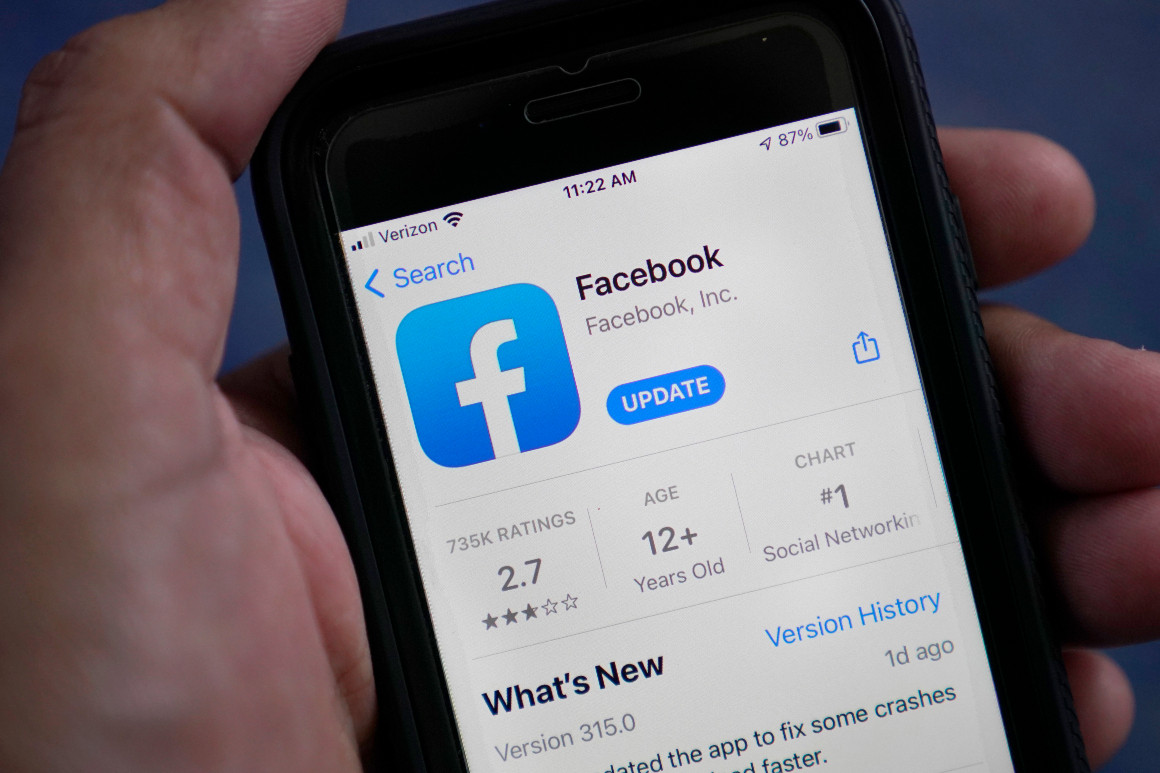 Verizon
11:22 AM
87%
Search
Facebook
Facebook, Inc.
UPDATE
735K RATINGS
2.7
AGE
12+
Years Old
CHART
#1
Social Networkin
What's New
Version History
Version 315.0
1d ago
dated the app to fix some crashes
faster.